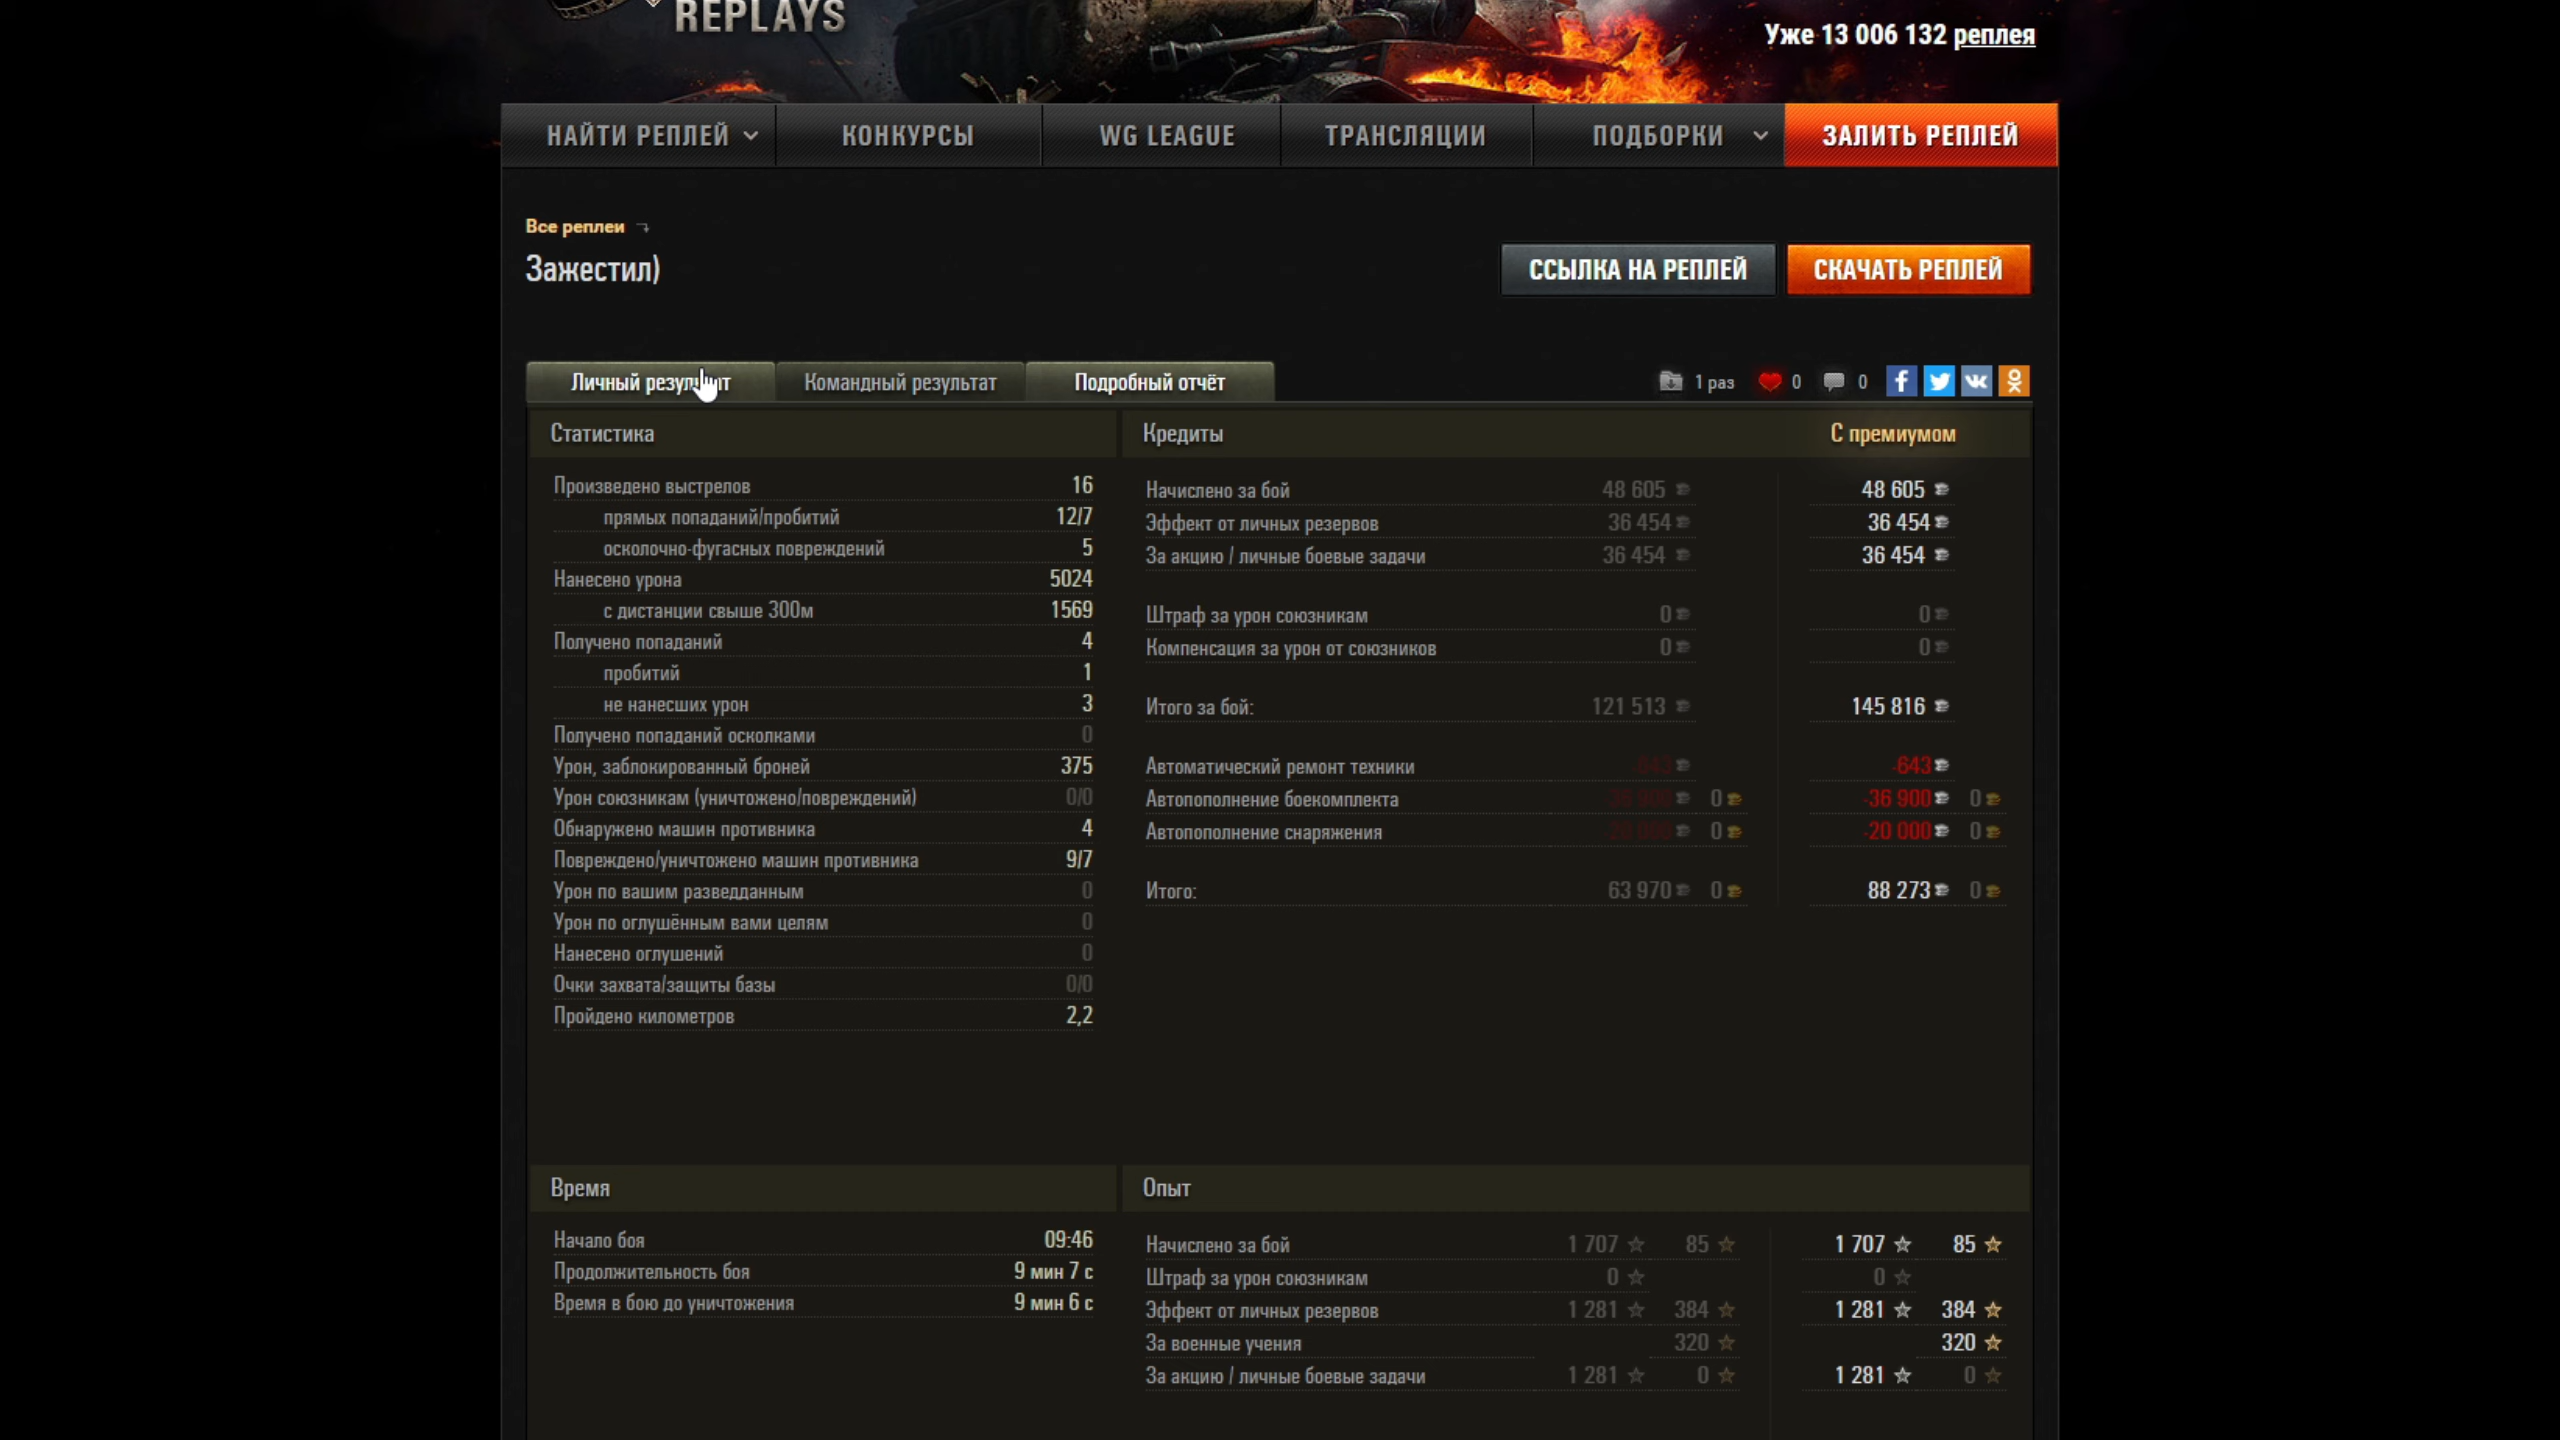 REPLAYS
Уже 13 006 132 реплея
НАЙТИ РЕПЛЕЙ КОНКУРСЫ WG LEAGUE ТРАНСЛЯЦИИ ПОДБОРКИ ЗАЛИТЬ РЕПЛЕЙ
Все реплеи
Зажестил)
ССЫЛКА НА РЕПЛЕЙ СКАЧАТЬ РЕПЛЕЙ
Личный результат Командный результат Подробный отчёт 1 раз 0 0
Статистика
Произведено выстрелов 16
прямых попаданий/пробитий 12/7
осколочно-фугасных повреждений 5
Нанесено урона 5024
с дистанции свыше 300м 1569
Получено попаданий 4
пробитий 1
не нанесших урон 3
Получено попаданий осколками 0
Урон, заблокированный броней 375
Урон союзникам (уничтожено/повреждений) 0/0
Обнаружено машин противника 4
Повреждено/уничтожено машин противника 9/7
Урон по вашим разведданным 0
Урон по оглушённым вами целям 0
Нанесено оглушений 0
Очки захвата/защиты базы 0/0
Пройдено километров 2,2
Кредиты С премиумом
Начислено за бой 48 605 48 605
Эффект от личных резервов 36 454 36 454
За акцию / личные боевые задачи 36 454 36 454
Штраф за урон союзникам 0 0
Компенсация за урон от союзников 0 0
Итого за бой: 121 513 145 816
Автоматический ремонт техники -643 -643
Автопополнение боекомплекта -36 900 0 -36 900 0
Автопополнение снаряжения -20 000 0 -20 000 0
Итого: 63 970 0 88 273 0
Время
Начало боя 09:46
Продолжительность боя 9 мин 7 с
Время в бою до уничтожения 9 мин 6 с
Опыт
Начислено за бой 1 707 85 1 707 85
Штраф за урон союзникам 0 0
Эффект от личных резервов 1 281 384 1 281 384
За военные учения 320 320
За акцию / личные боевые задачи 1 281 0 1 281 0